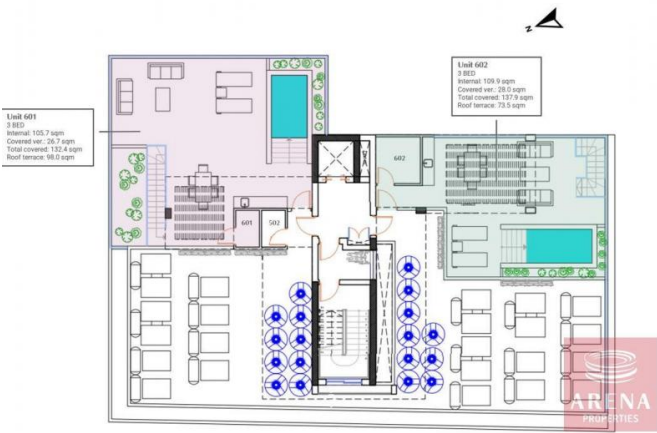 N
Unit 602
3 BED
Internal: 109.9 sqm
Covered ver.: 28.0 sqm
Total covered: 137.9 sqm
Roof terrace: 73.5 sqm
Unit 601
3 BED
Internal: 105.7 sqm
Covered ver.: 26.7 sqm
Total covered: 132.4 sqm
Roof terrace: 98.0 sqm
602
601
502
ARENA
PROPERTIES